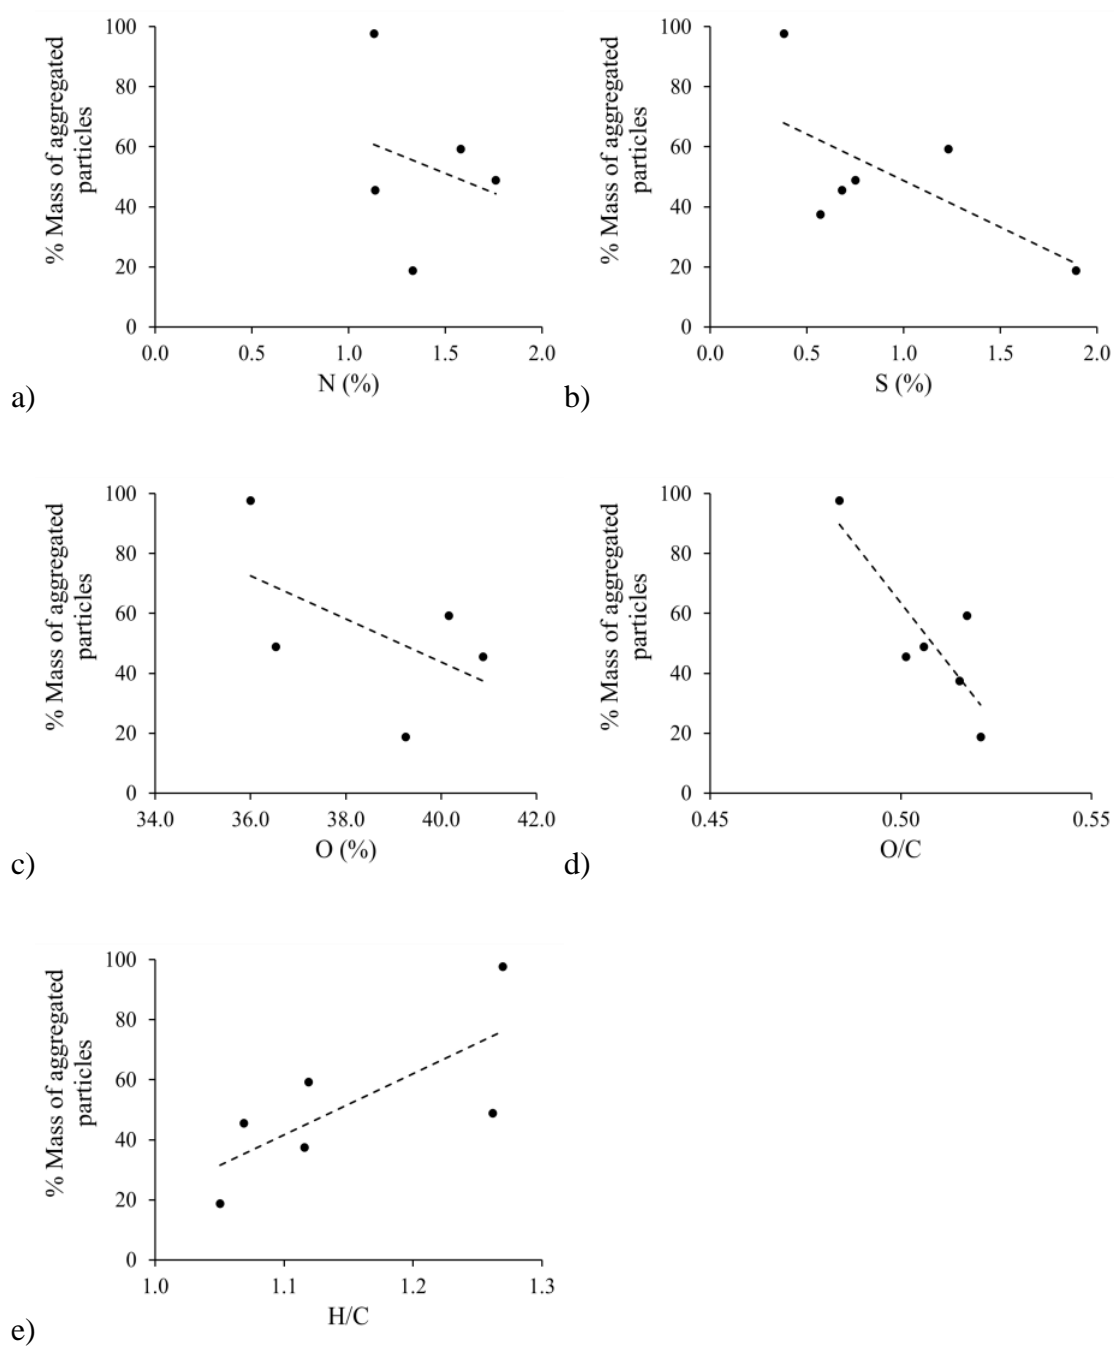 % Mass of aggregated
particles
100
80
60
40
20
0
0.0 0.5 1.0 1.5 2.0
N (%)
a)
% Mass of aggregated
particles
100
80
60
40
20
0
0.0 0.5 1.0 1.5 2.0
S (%)
b)
% Mass of aggregated
particles
100
80
60
40
20
0
34.0 36.0 38.0 40.0 42.0
O (%)
c)
% Mass of aggregated
particles
100
80
60
40
20
0
0.45 0.50 0.55
O/C
d)
% Mass of aggregated
particles
100
80
60
40
20
0
1.0 1.1 1.2 1.3
H/C
e)